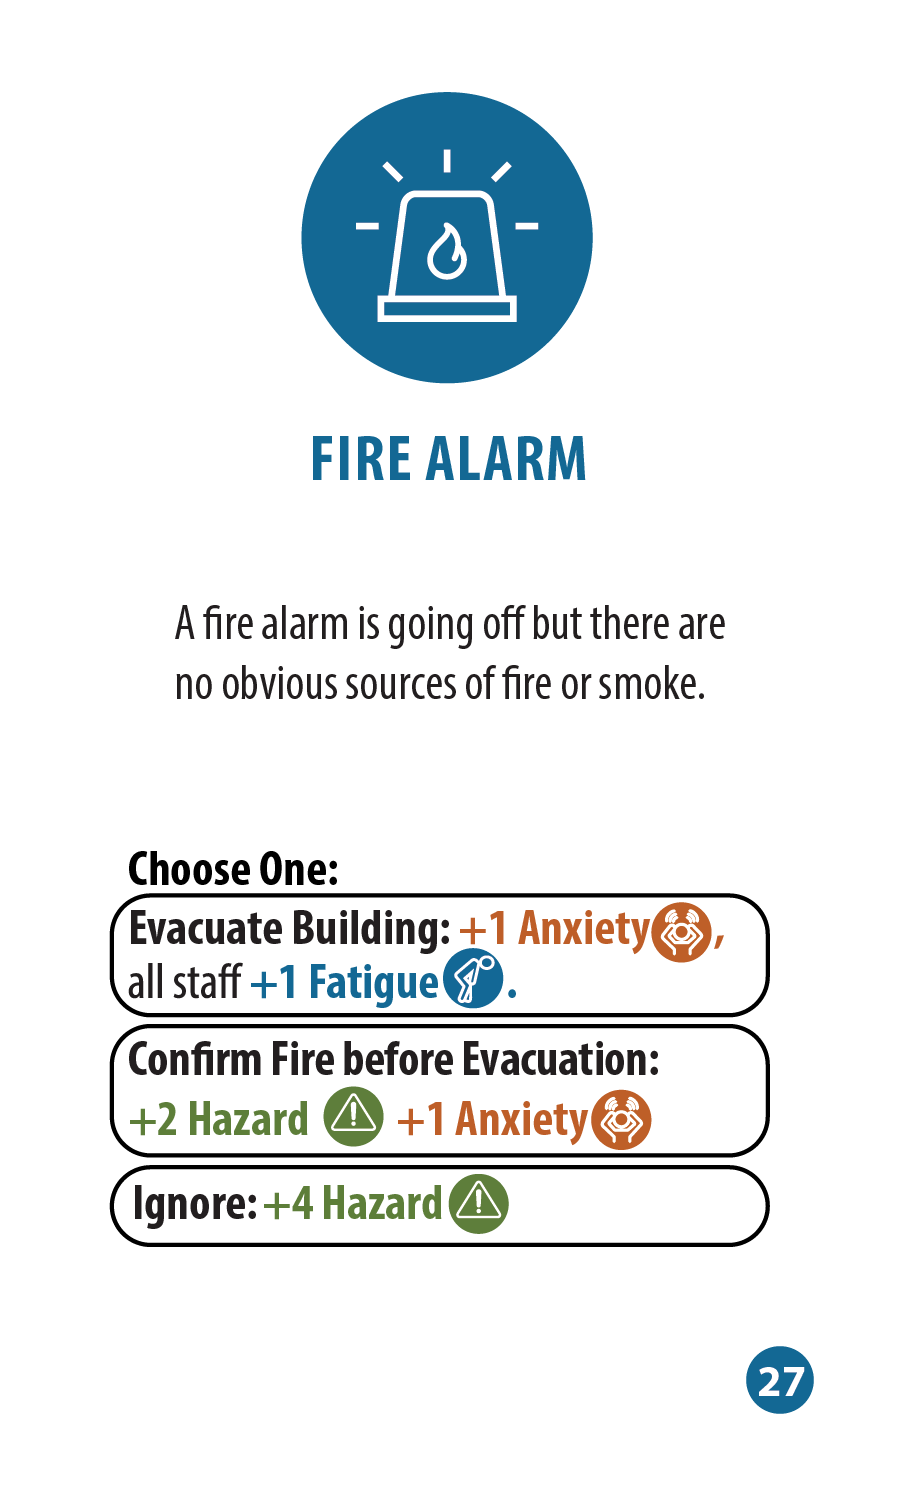 FIRE ALARM
A fire alarm is going off but there are
no obvious sources of fire or smoke.
Choose One:
Evacuate Building: +1 Anxiety,
all staff +1 Fatigue.
Confirm Fire before Evacuation:
+2 Hazard +1 Anxiety
Ignore: +4 Hazard
27